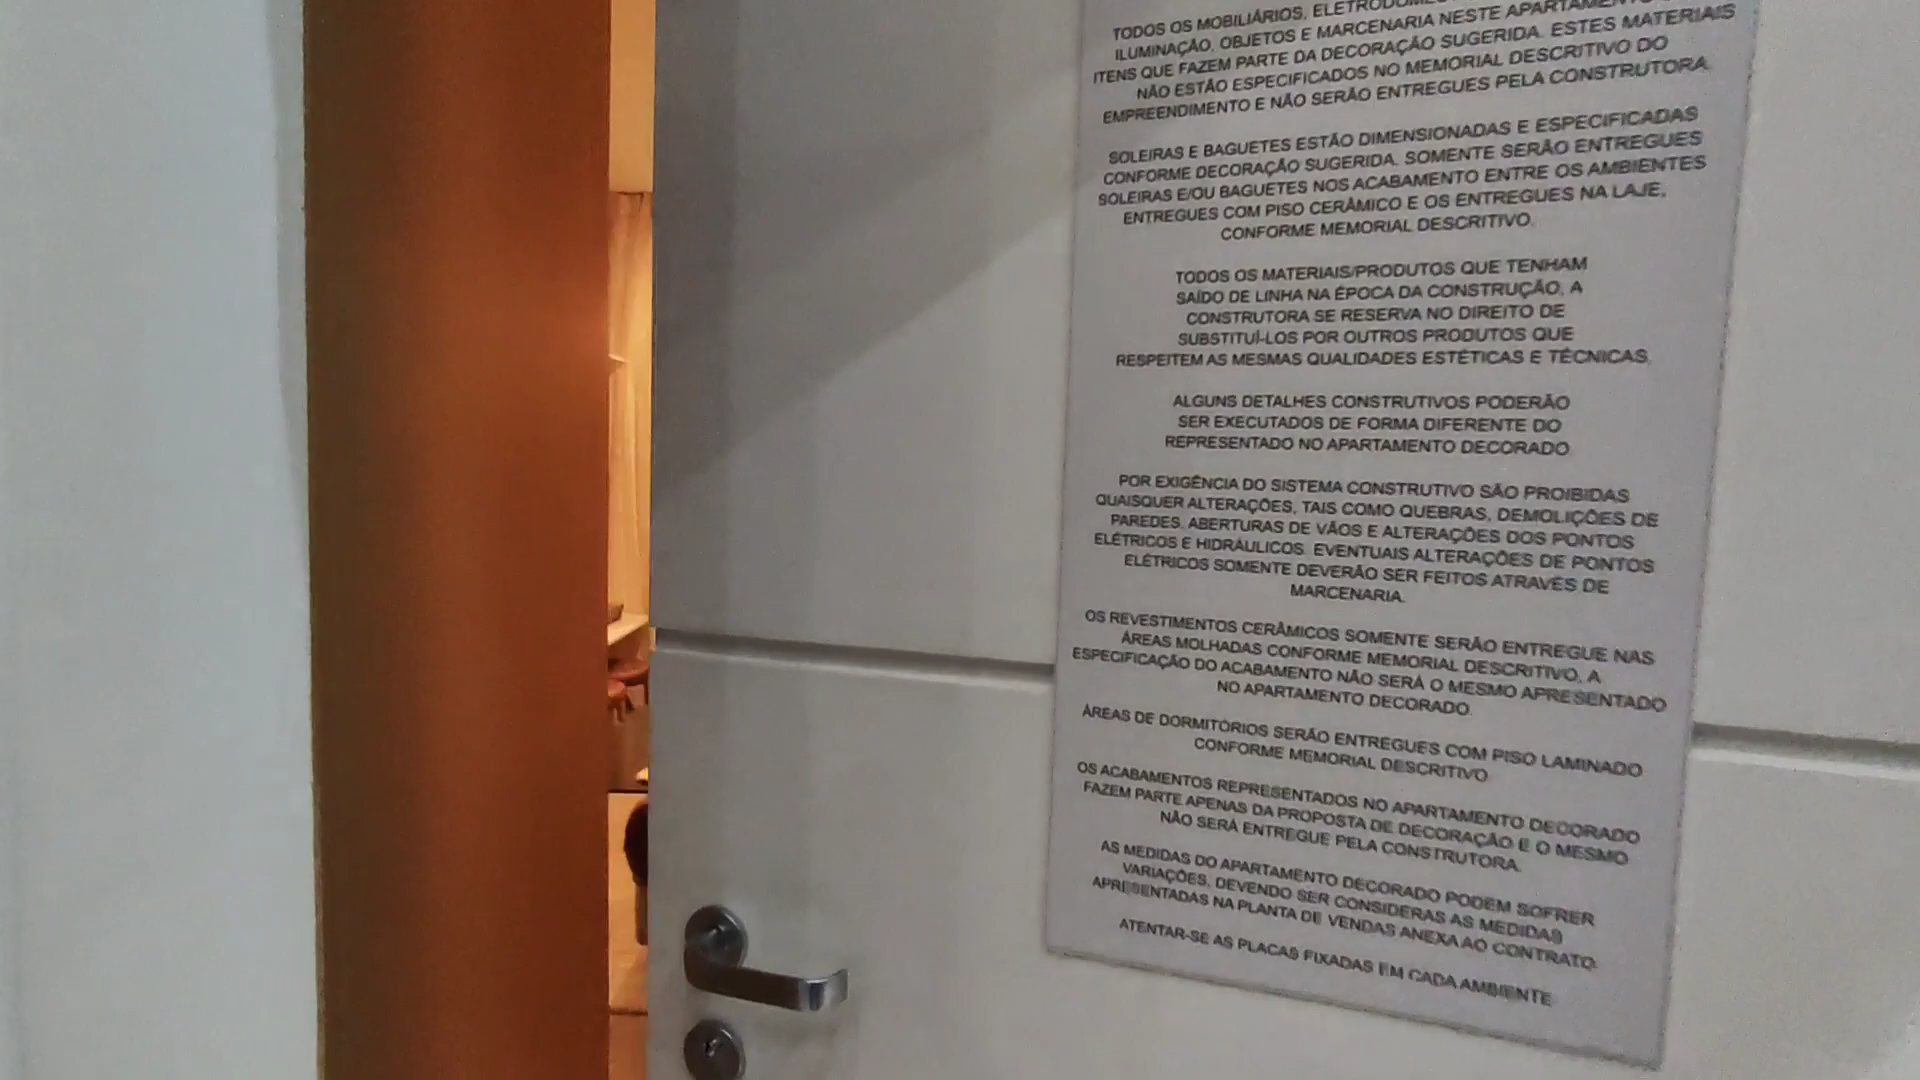 TODOS OS MOBILIÁRIOS, 
ILUMINAÇÃO, OBJETOS E MARCENARIA NESTE APARTAMENTO
ITENS QUE FAZEM PARTE DA DECORAÇÃO SUGERIDA. ESTES MATERIAIS
NÃO ESTÃO ESPECIFICADOS NO MEMORIAL DESCRITIVO DO
EMPREENDIMENTO E NÃO SERÃO ENTREGUES PELA CONSTRUTORA.
SOLEIRAS E BAGUETES ESTÃO DIMENSIONADAS E ESPECIFICADAS
CONFORME DECORAÇÃO SUGERIDA. SOMENTE SERÃO ENTREGUES
SOLEIRAS E/OU BAGUETES NOS ACABAMENTO ENTRE OS AMBIENTES
ENTREGUES COM PISO CERÂMICO E OS ENTREGUES NA LAJE,
CONFORME MEMORIAL DESCRITIVO.
TODOS OS MATERIAIS/PRODUTOS QUE TENHAM
SAÍDO DE LINHA NA ÉPOCA DA CONSTRUÇÃO, A
CONSTRUTORA SE RESERVA NO DIREITO DE
SUBSTITUÍ-LOS POR OUTROS PRODUTOS QUE
RESPEITEM AS MESMAS QUALIDADES ESTÉTICAS E TÉCNICAS.
ALGUNS DETALHES CONSTRUTIVOS PODERÃO
SER EXECUTADOS DE FORMA DIFERENTE DO
REPRESENTADO NO APARTAMENTO DECORADO
POR EXIGÊNCIA DO SISTEMA CONSTRUTIVO SÃO PROIBIDAS
QUAISQUER ALTERAÇÕES, TAIS COMO QUEBRAS, DEMOLIÇÕES DE
PAREDES, ABERTURAS DE VÃOS E ALTERAÇÕES DOS PONTOS
ELÉTRICOS E HIDRÁULICOS. EVENTUAIS ALTERAÇÕES DE PONTOS
ELÉTRICOS SOMENTE DEVERÃO SER FEITOS ATRAVÉS DE
MARCENARIA.
OS REVESTIMENTOS CERÂMICOS SOMENTE SERÃO ENTREGUE NAS
ÁREAS MOLHADAS CONFORME MEMORIAL DESCRITIVO, A
ESPECIFICAÇÃO DO ACABAMENTO NÃO SERÁ O MESMO APRESENTADO
NO APARTAMENTO DECORADO.
ÁREAS DE DORMITÓRIOS SERÃO ENTREGUES COM PISO LAMINADO
CONFORME MEMORIAL DESCRITIVO
OS ACABAMENTOS REPRESENTADOS NO APARTAMENTO DECORADO
FAZEM PARTE APENAS DA PROPOSTA DE DECORAÇÃO E O MESMO
NÃO SERÁ ENTREGUE PELA CONSTRUTORA.
AS MEDIDAS DO APARTAMENTO DECORADO PODEM SOFRER
VARIAÇÕES, DEVENDO SER CONSIDERAS AS MEDIDAS
APRESENTADAS NA PLANTA DE VENDAS ANEXA AO CONTRATO.
ATENTAR-SE AS PLACAS FIXADAS EM CADA AMBIENTE